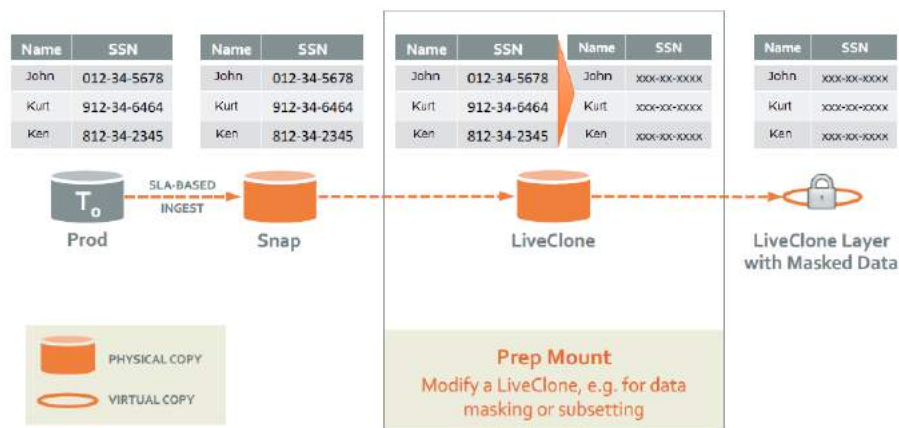 Name SSN
John 012-34-5678
Kurt 912-34-6464
Ken 812-34-2345
Name SSN
John 012-34-5678
Kurt 912-34-6464
Ken 812-34-2345
Name SSN
John 012-34-5678
Kurt 912-34-6464
Ken 812-34-2345
Name SSN
John xxx-xx-xxxx
Kurt xxx-xx-xxxx
Ken xxx-xx-xxxx
Name SSN
John xxx-xx-xxxx
Kurt xxx-xx-xxxx
Ken xxx-xx-xxxx
To
Prod
SLA-BASED
INGEST
Snap
LiveClone
LiveClone Layer
with Masked Data
PHYSICAL COPY
VIRTUAL COPY
Prep Mount
Modify a LiveClone, e.g. for data
masking or subsetting